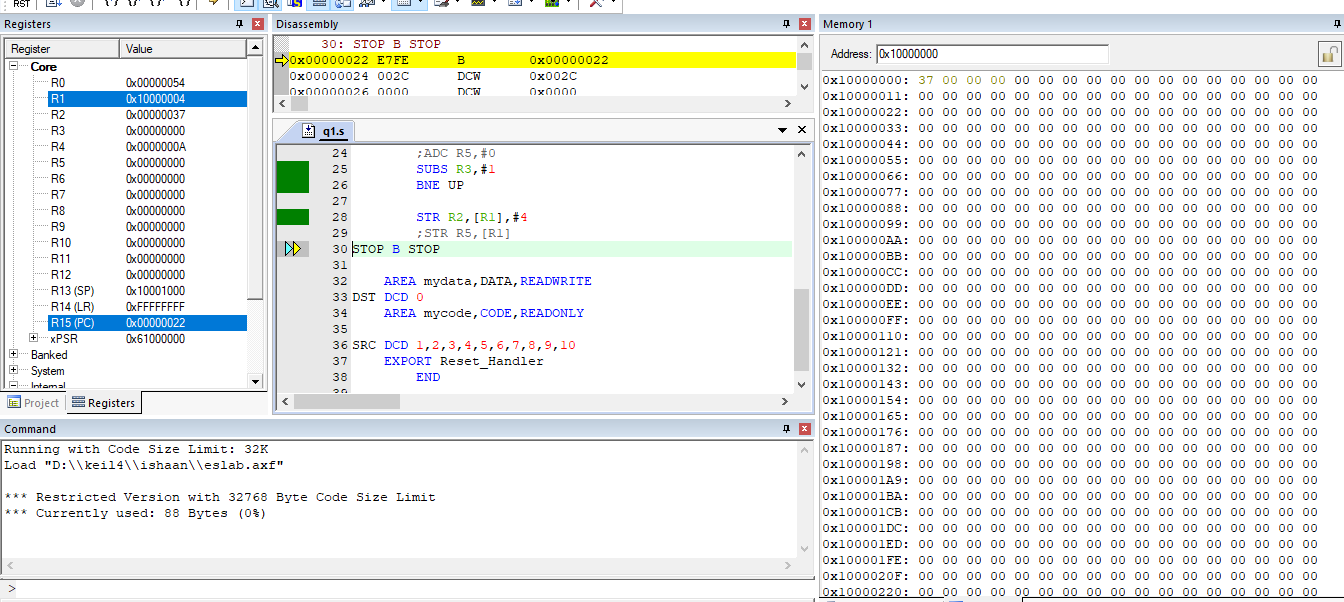 RST
Registers
Register Value
Core
R0 0x00000054
R1 0x10000004
R2 0x00000037
R3 0x00000000
R4 0x0000000A
R5 0x00000000
R6 0x00000000
R7 0x00000000
R8 0x00000000
R9 0x00000000
R10 0x00000000
R11 0x00000000
R12 0x00000000
R13 (SP) 0x10001000
R14 (LR) 0xFFFFFFFF
R15 (PC) 0x00000022
xPSR 0x61000000
Banked
System
Internal
Project Registers
Disassembly
30: STOP B STOP
0x00000022 E7FE B 0x00000022
0x00000024 002C DCW 0x002C
0x00000026 0000 DCW 0x0000
q1.s
24 ;ADC R5,#0
25 SUBS R3,#1
26 BNE UP
27
28 STR R2,[R1],#4
29 ;STR R5,[R1]
30 STOP B STOP
31
32 AREA mydata,DATA,READWRITE
33 DST DCD 0
34 AREA mycode,CODE,READONLY
35
36 SRC DCD 1,2,3,4,5,6,7,8,9,10
37 EXPORT Reset_Handler
38 END
39
Command
Running with Code Size Limit: 32K
Load "D:\\keil4\\ishaan\\eslab.axf"
*** Restricted Version with 32768 Byte Code Size Limit
*** Currently used: 88 Bytes (0%)
>
Memory 1
Address: 0x10000000
0x10000000: 37 00 00 00 00 00 00 00 00 00 00 00 00 00 00 00 00
0x10000011: 00 00 00 00 00 00 00 00 00 00 00 00 00 00 00 00 00
0x10000022: 00 00 00 00 00 00 00 00 00 00 00 00 00 00 00 00 00
0x10000033: 00 00 00 00 00 00 00 00 00 00 00 00 00 00 00 00 00
0x10000044: 00 00 00 00 00 00 00 00 00 00 00 00 00 00 00 00 00
0x10000055: 00 00 00 00 00 00 00 00 00 00 00 00 00 00 00 00 00
0x10000066: 00 00 00 00 00 00 00 00 00 00 00 00 00 00 00 00 00
0x10000077: 00 00 00 00 00 00 00 00 00 00 00 00 00 00 00 00 00
0x10000088: 00 00 00 00 00 00 00 00 00 00 00 00 00 00 00 00 00
0x10000099: 00 00 00 00 00 00 00 00 00 00 00 00 00 00 00 00 00
0x100000AA: 00 00 00 00 00 00 00 00 00 00 00 00 00 00 00 00 00
0x100000BB: 00 00 00 00 00 00 00 00 00 00 00 00 00 00 00 00 00
0x100000CC: 00 00 00 00 00 00 00 00 00 00 00 00 00 00 00 00 00
0x100000DD: 00 00 00 00 00 00 00 00 00 00 00 00 00 00 00 00 00
0x100000EE: 00 00 00 00 00 00 00 00 00 00 00 00 00 00 00 00 00
0x100000FF: 00 00 00 00 00 00 00 00 00 00 00 00 00 00 00 00 00
0x10000110: 00 00 00 00 00 00 00 00 00 00 00 00 00 00 00 00 00
0x10000121: 00 00 00 00 00 00 00 00 00 00 00 00 00 00 00 00 00
0x10000132: 00 00 00 00 00 00 00 00 00 00 00 00 00 00 00 00 00
0x10000143: 00 00 00 00 00 00 00 00 00 00 00 00 00 00 00 00 00
0x10000154: 00 00 00 00 00 00 00 00 00 00 00 00 00 00 00 00 00
0x10000165: 00 00 00 00 00 00 00 00 00 00 00 00 00 00 00 00 00
0x10000176: 00 00 00 00 00 00 00 00 00 00 00 00 00 00 00 00 00
0x10000187: 00 00 00 00 00 00 00 00 00 00 00 00 00 00 00 00 00
0x10000198: 00 00 00 00 00 00 00 00 00 00 00 00 00 00 00 00 00
0x100001A9: 00 00 00 00 00 00 00 00 00 00 00 00 00 00 00 00 00
0x100001BA: 00 00 00 00 00 00 00 00 00 00 00 00 00 00 00 00 00
0x100001CB: 00 00 00 00 00 00 00 00 00 00 00 00 00 00 00 00 00
0x100001DC: 00 00 00 00 00 00 00 00 00 00 00 00 00 00 00 00 00
0x100001ED: 00 00 00 00 00 00 00 00 00 00 00 00 00 00 00 00 00
0x100001FE: 00 00 00 00 00 00 00 00 00 00 00 00 00 00 00 00 00
0x1000020F: 00 00 00 00 00 00 00 00 00 00 00 00 00 00 00 00 00
0x10000220: 00 00 00 00 00 00 00 00 00 00 00 00 00 00 00 00 00